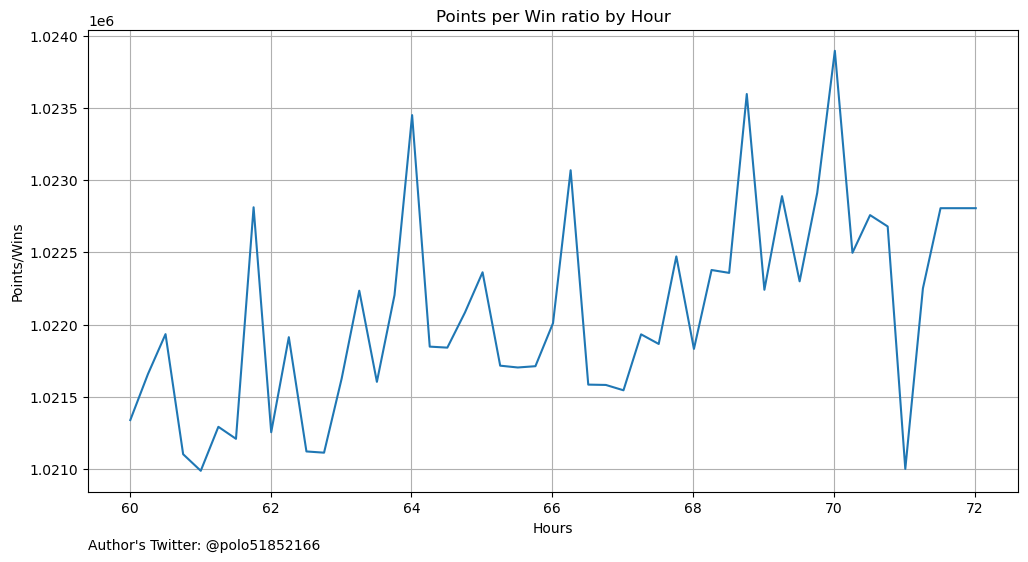 Points per Win ratio by Hour
1e6
1.0240
1.0235
1.0230
1.0225
1.0220
1.0215
1.0210
Points/Wins
60 62 64 66 68 70 72
Hours
Author's Twitter: @polo51852166